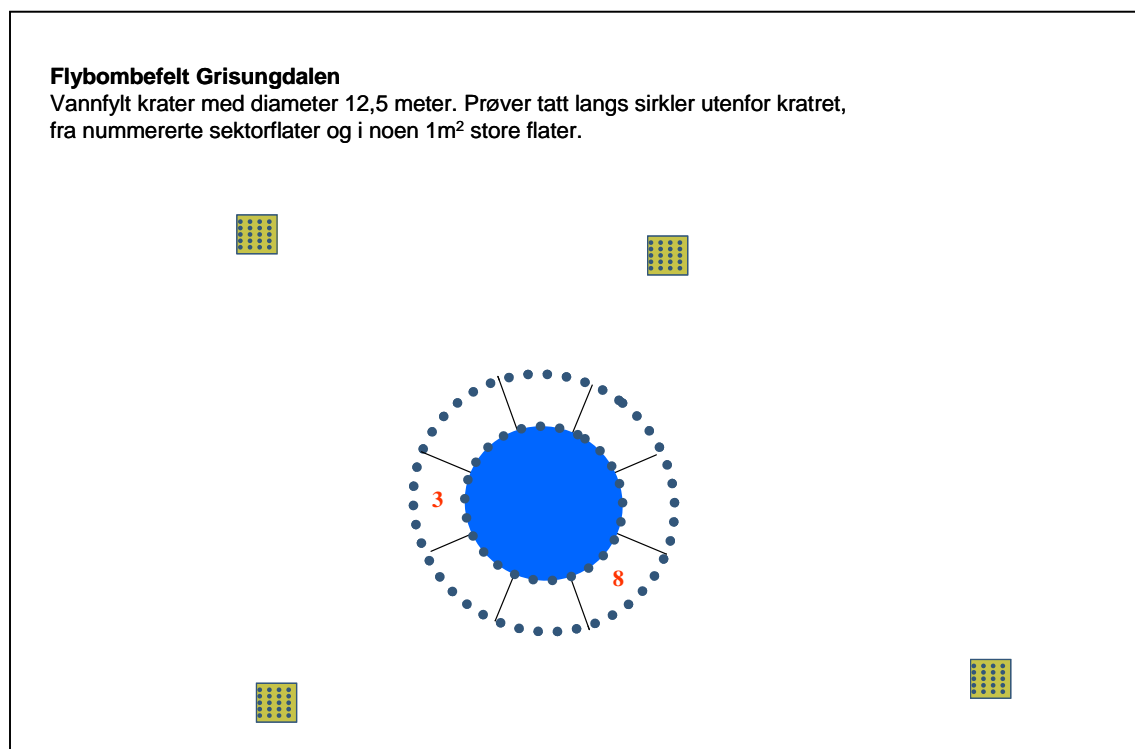 Flybombefelt Grisungdalen
Vannfylt krater med diameter 12,5 meter. Prøver tatt langs sirkler utenfor kratret,
fra nummererte sektorflater og i noen 1m² store flater.
3
8